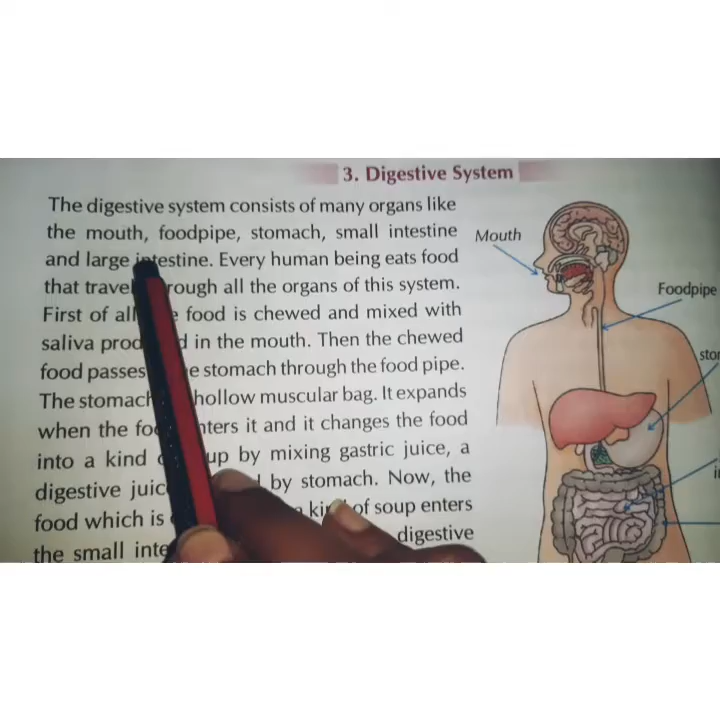 3. Digestive System
The digestive system consists of many organs like
the mouth, foodpipe, stomach, small intestine
and large intestine. Every human being eats food
that trave rough all the organs of this system.
First of all food is chewed and mixed with
saliva prod d in the mouth. Then the chewed
food passes stomach through the food pipe.
The stomach hollow muscular bag. It expands
when the fo nters it and it changes the food
into a kind up by mixing gastric juice, a
digestive juic by stomach. Now, the
food which is of soup enters
the small inte digestive
Mouth
Foodpipe
sto